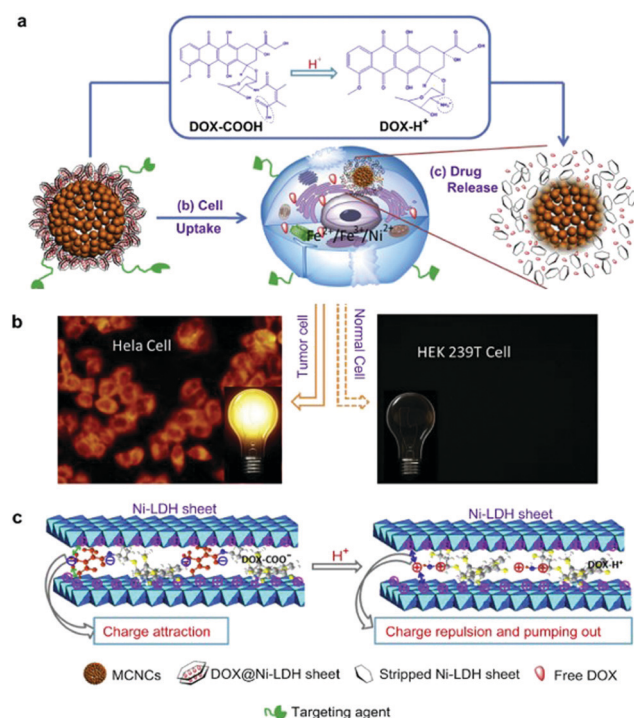 a
H⁺
DOX-COOH
DOX-H⁺
(b) Cell
Uptake
(c) Drug
Release
Fe²⁺/Fe³⁺/Ni²⁺
b
Hela Cell
Tumor cell
Normal Cell
HEK 239T Cell
c
Ni-LDH sheet
Ni-LDH sheet
DOX-COO⁻
H⁺
DOX-H⁺
Charge attraction
Charge repulsion and pumping out
MCNCs
DOX@Ni-LDH sheet
Stripped Ni-LDH sheet
Free DOX
Targeting agent